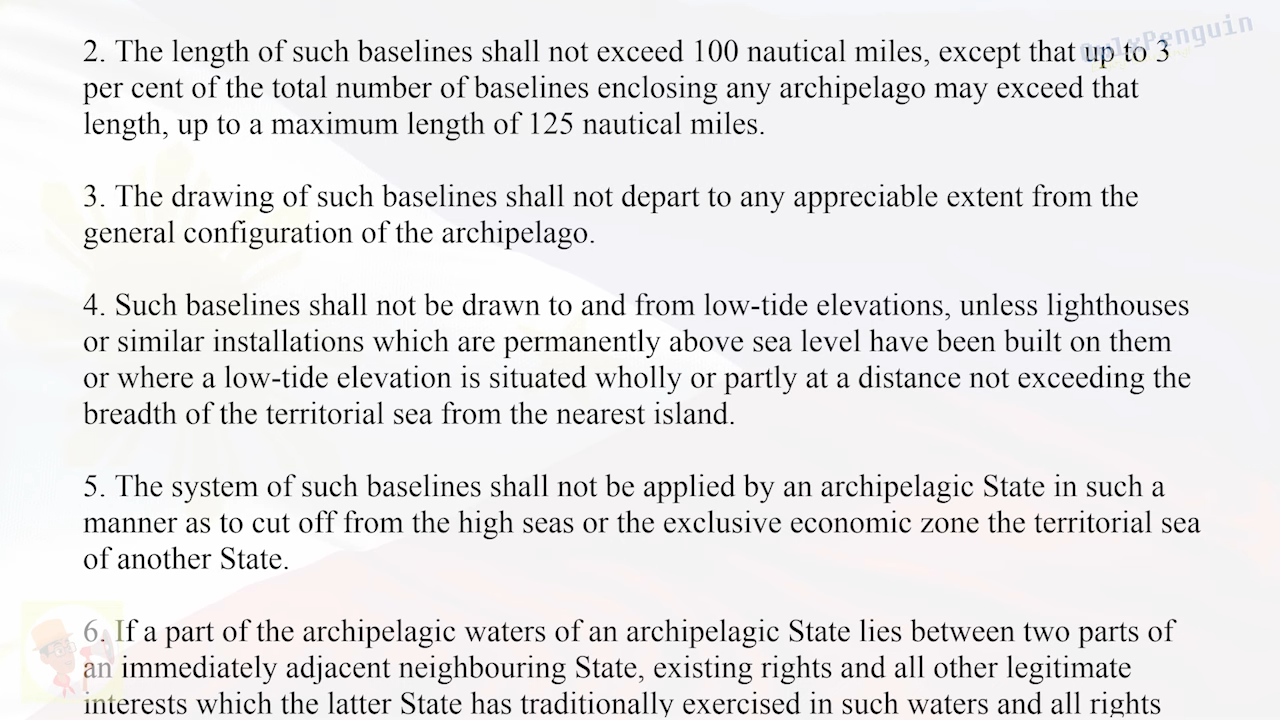 OnlxPenguin
2. The length of such baselines shall not exceed 100 nautical miles, except that up to 3
per cent of the total number of baselines enclosing any archipelago may exceed that
length, up to a maximum length of 125 nautical miles.
3. The drawing of such baselines shall not depart to any appreciable extent from the
general configuration of the archipelago.
4. Such baselines shall not be drawn to and from low-tide elevations, unless lighthouses
or similar installations which are permanently above sea level have been built on them
or where a low-tide elevation is situated wholly or partly at a distance not exceeding the
breadth of the territorial sea from the nearest island.
5. The system of such baselines shall not be applied by an archipelagic State in such a
manner as to cut off from the high seas or the exclusive economic zone the territorial sea
of another State.
6. If a part of the archipelagic waters of an archipelagic State lies between two parts of
an immediately adjacent neighbouring State, existing rights and all other legitimate
interests which the latter State has traditionally exercised in such waters and all rights